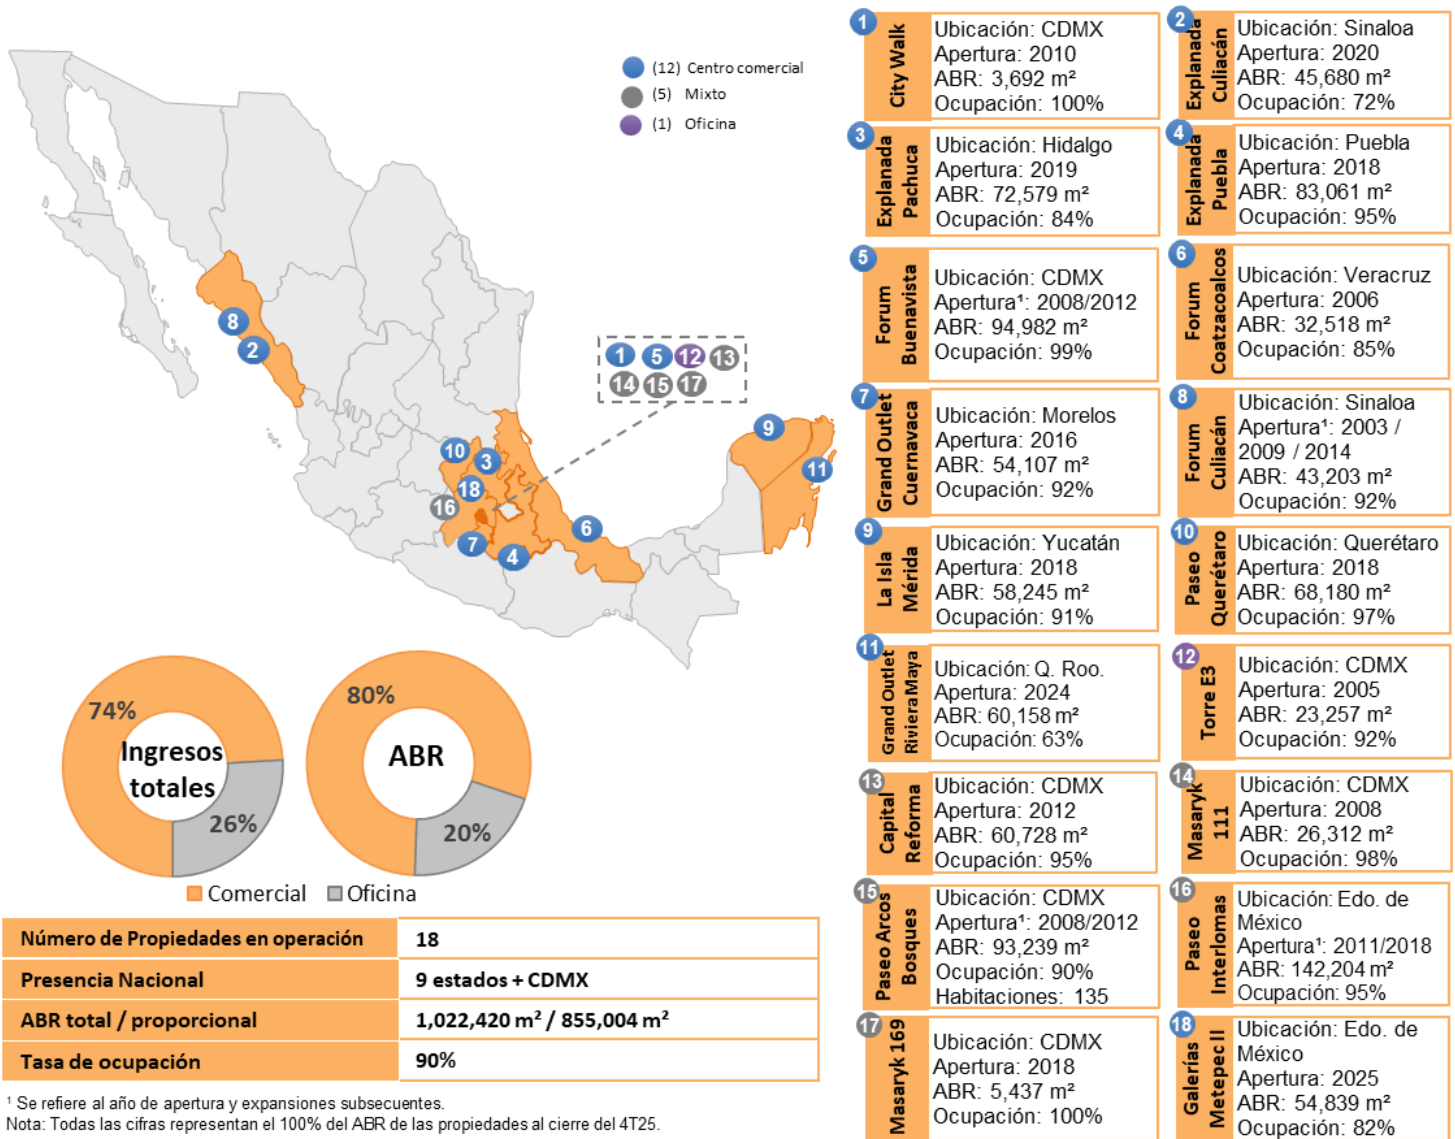 (12) Centro comercial
(5) Mixto
(1) Oficina
8
2
1
5
12
13
14
15
17
9
11
10
3
18
16
7
4
6
74%
Ingresos
totales
26%
80%
ABR
20%
Comercial
Oficina
Número de Propiedades en operación
18
Presencia Nacional
9 estados + CDMX
ABR total / proporcional
1,022,420 m² / 855,004 m²
Tasa de ocupación
90%
¹ Se refiere al año de apertura y expansiones subsecuentes.
Nota: Todas las cifras representan el 100% del ABR de las propiedades al cierre del 4T25.
1
City Walk
Ubicación: CDMX
Apertura: 2010
ABR: 3,692 m²
Ocupación: 100%
2
Explanada
Culiacán
Ubicación: Sinaloa
Apertura: 2020
ABR: 45,680 m²
Ocupación: 72%
3
Explanada
Pachuca
Ubicación: Hidalgo
Apertura: 2019
ABR: 72,579 m²
Ocupación: 84%
4
Explanada
Puebla
Ubicación: Puebla
Apertura: 2018
ABR: 83,061 m²
Ocupación: 95%
5
Forum
Buenavista
Ubicación: CDMX
Apertura¹: 2008/2012
ABR: 94,982 m²
Ocupación: 99%
6
Forum
Coatzacoalcos
Ubicación: Veracruz
Apertura: 2006
ABR: 32,518 m²
Ocupación: 85%
7
Grand Outlet
Cuernavaca
Ubicación: Morelos
Apertura: 2016
ABR: 54,107 m²
Ocupación: 92%
8
Forum
Culiacán
Ubicación: Sinaloa
Apertura¹: 2003 /
2009 / 2014
ABR: 43,203 m²
Ocupación: 92%
9
La Isla
Mérida
Ubicación: Yucatán
Apertura: 2018
ABR: 58,245 m²
Ocupación: 91%
10
Paseo
Querétaro
Ubicación: Querétaro
Apertura: 2018
ABR: 68,180 m²
Ocupación: 97%
11
Grand Outlet
Riviera Maya
Ubicación: Q. Roo.
Apertura: 2024
ABR: 60,158 m²
Ocupación: 63%
12
Torre E3
Ubicación: CDMX
Apertura: 2005
ABR: 23,257 m²
Ocupación: 92%
13
Capital
Reforma
Ubicación: CDMX
Apertura: 2012
ABR: 60,728 m²
Ocupación: 95%
14
Masaryk
111
Ubicación: CDMX
Apertura: 2008
ABR: 26,312 m²
Ocupación: 98%
15
Paseo Arcos
Bosques
Ubicación: CDMX
Apertura¹: 2008/2012
ABR: 93,239 m²
Ocupación: 90%
Habitaciones: 135
16
Paseo
Interlomas
Ubicación: Edo. de
México
Apertura¹: 2011/2018
ABR: 142,204 m²
Ocupación: 95%
17
Masaryk 169
Ubicación: CDMX
Apertura: 2018
ABR: 5,437 m²
Ocupación: 100%
18
Galerías
Metepec II
Ubicación: Edo. de
México
Apertura: 2025
ABR: 54,839 m²
Ocupación: 82%